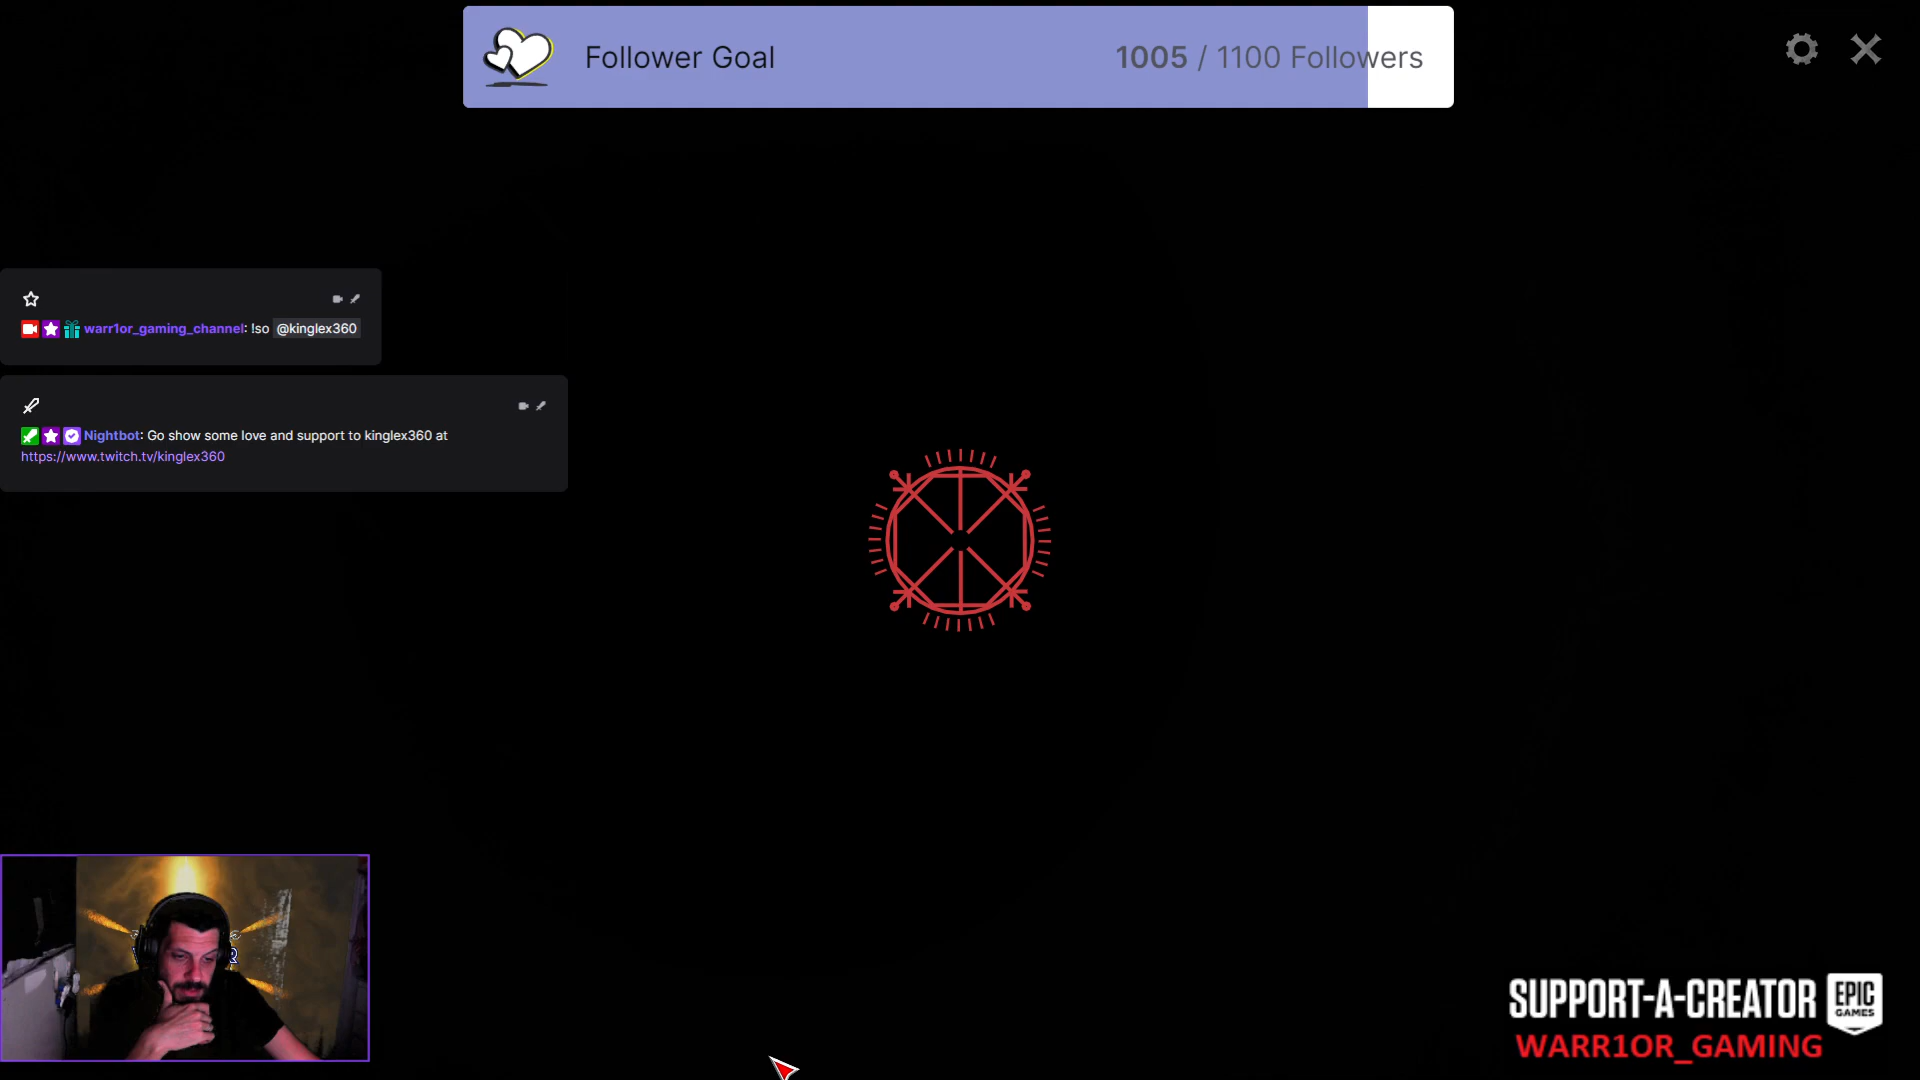 Follower Goal
1005 / 1100 Followers
warr1or_gaming_channel: !so @kinglex360
Nightbot: Go show some love and support to kinglex360 at
https://www.twitch.tv/kinglex360
SUPPORT-A-CREATOR
EPIC
GAMES
WARR1OR_GAMING